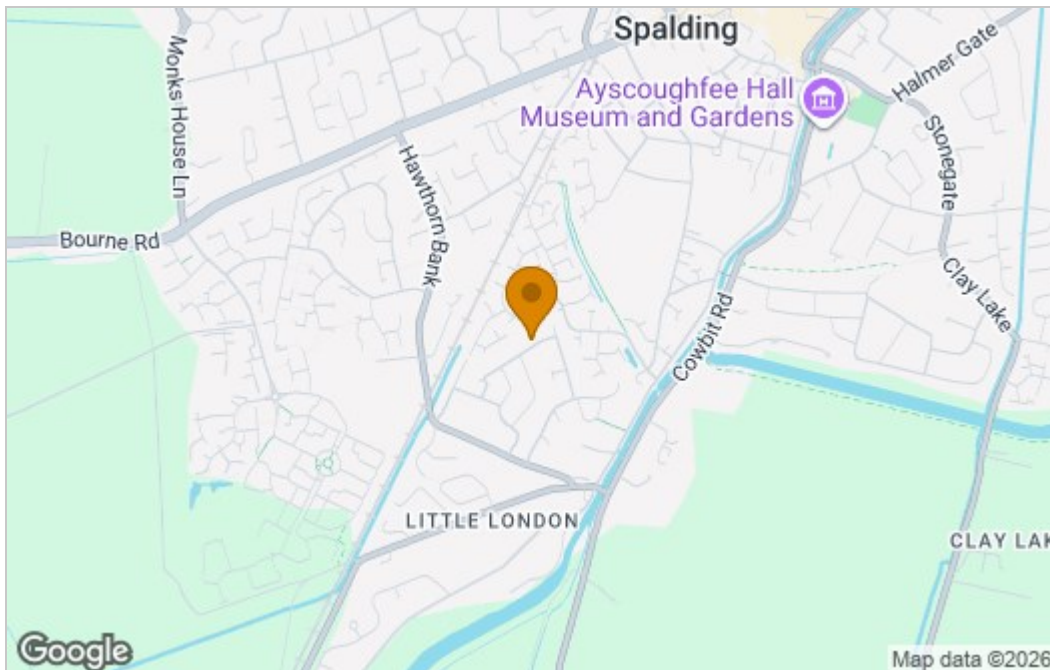 Spalding
Ayscoughfee Hall
Museum and Gardens
Halmer Gate
Monks House Ln
Stonegate
Hawthorn Bank
Bourne Rd
Clay Lake
Cowbit Rd
LITTLE LONDON
CLAY LAK
Google
Map data ©2026